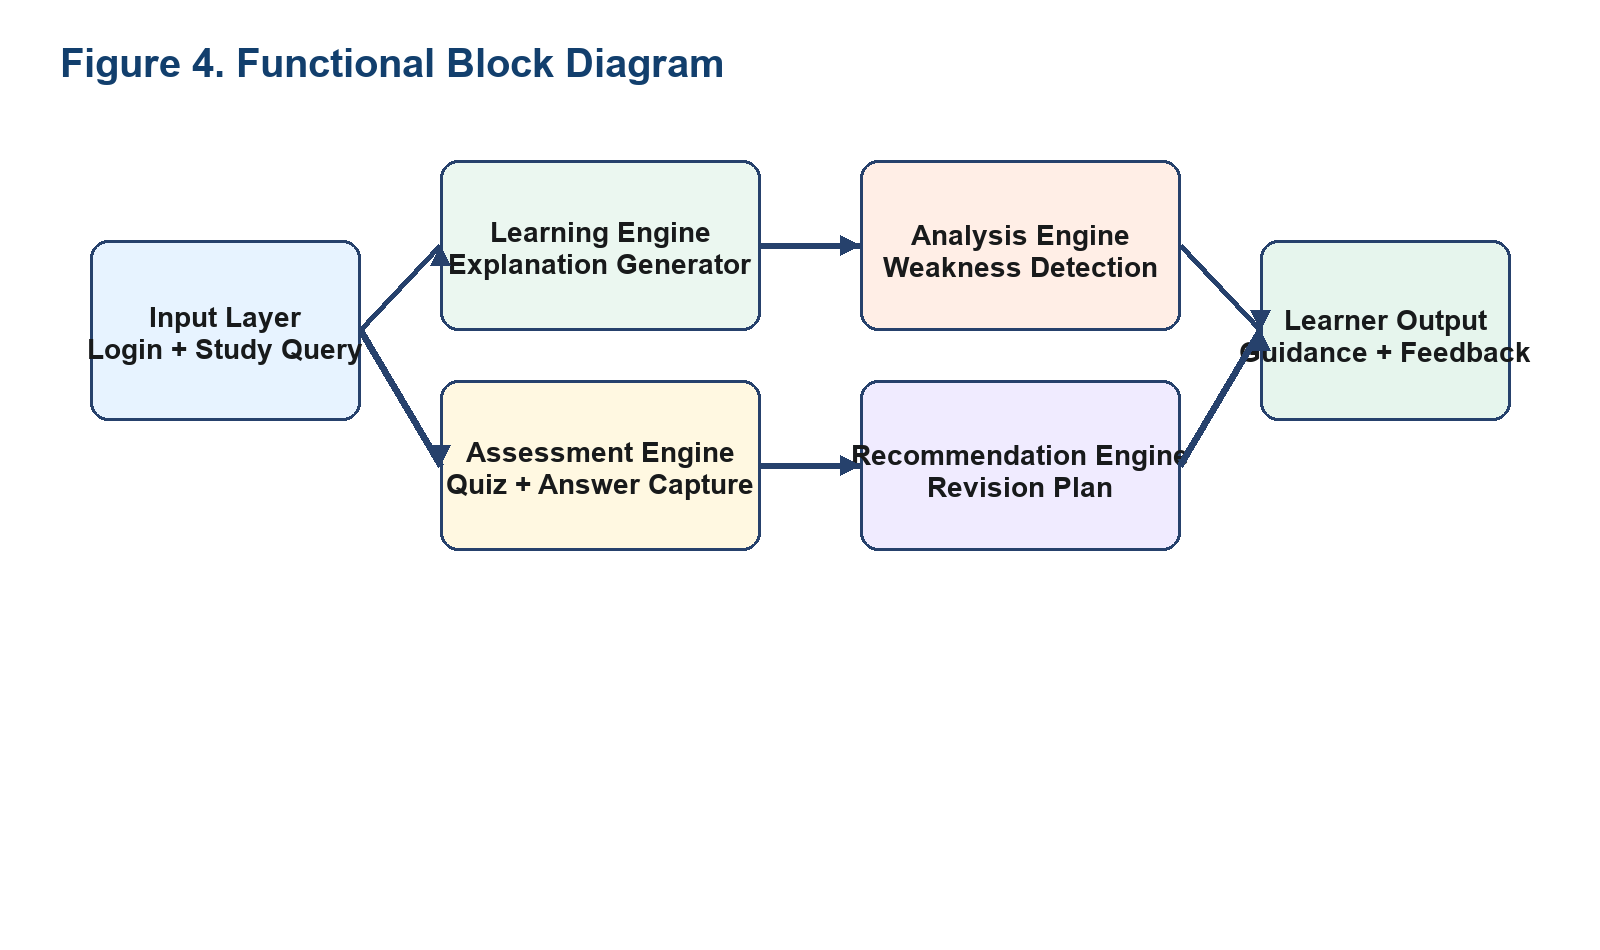 Figure 4. Functional Block Diagram
Input Layer
Login + Study Query
Learning Engine
Explanation Generator
Assessment Engine
Quiz + Answer Capture
Analysis Engine
Weakness Detection
Recommendation Engine
Revision Plan
Learner Output
Guidance + Feedback